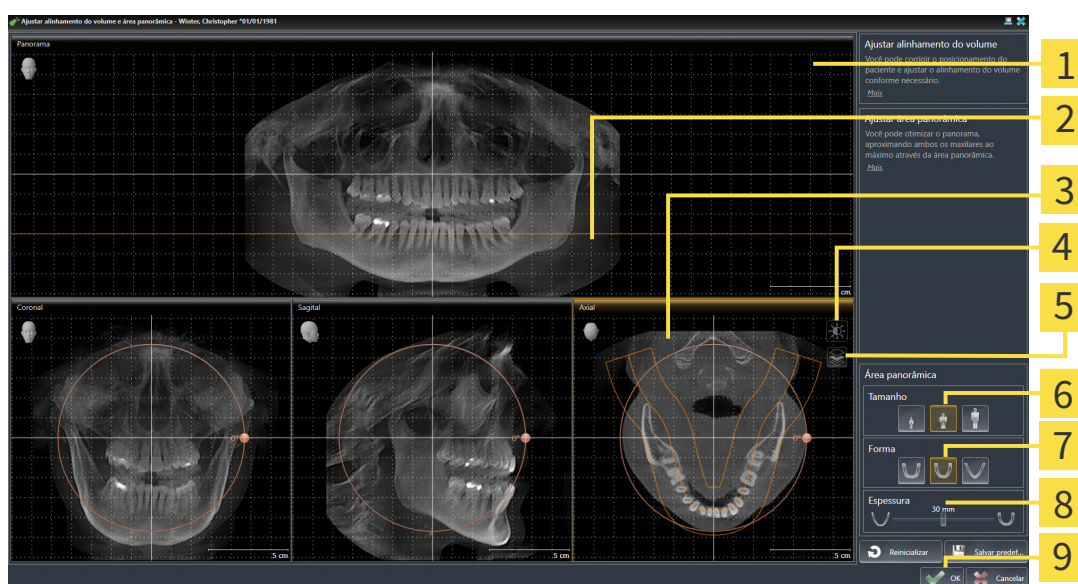 Ajustar alinhamento do volume e área panorâmica - Winter, Christopher *01/01/1981
Panorama
cm
Ajustar alinhamento do volume
Você pode corrigir o posicionamento do
paciente e ajustar o alinhamento do volume
conforme necessário.
Mais
Ajustar área panorâmica
Você pode otimizar o panorama,
aproximando ambos os maxilares ao
máximo através da área panorâmica.
Mais
Coronal
0°
5 cm
Sagital
0°
5 cm
Axial
0°
5 cm
Área panorâmica
Tamanho
Forma
Espessura
30 mm
Reinicializar
Salvar predef...
OK
Cancelar
1
2
3
4
5
6
7
8
9